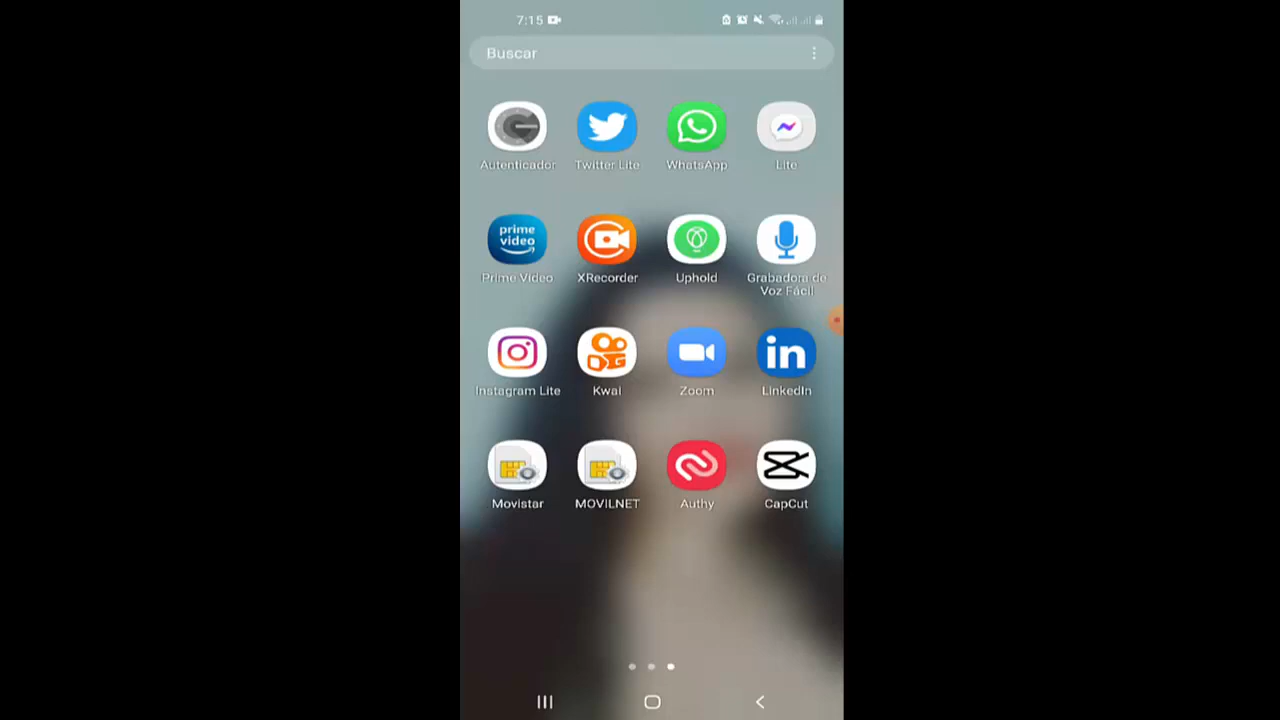 7:15
Buscar
Autenticador
Twitter Lite
WhatsApp
Lite
prime
video
Prime Video
XRecorder
Uphold
Grabadora de
Voz Fácil
Instagram Lite
Kwai
Zoom
in
LinkedIn
Movistar
MOVILNET
Authy
CapCut